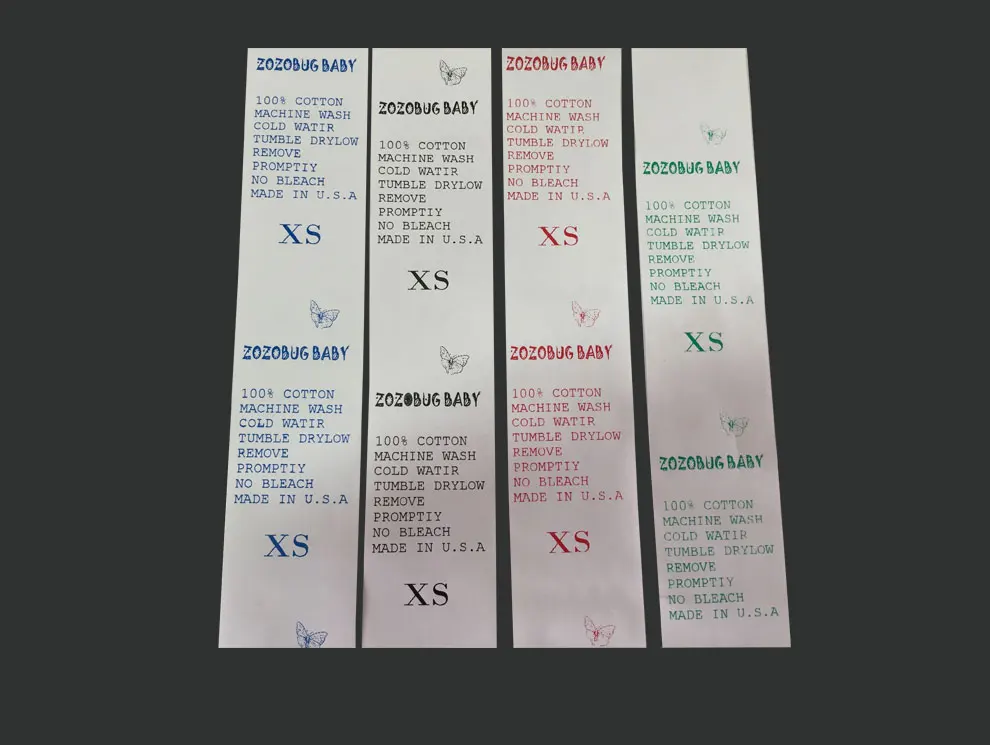 ZOZOBUG BABY
100% COTTON
MACHINE WASH
COLD WATIR
TUMBLE DRYLOW
REMOVE
PROMPTIY
NO BLEACH
MADE IN U.S.A
XS
ZOZOBUG BABY
100% COTTON
MACHINE WASH
COLD WATIR
TUMBLE DRYLOW
REMOVE
PROMPTIY
NO BLEACH
MADE IN U.S.A
XS
ZOZOBUG BABY
100% COTTON
MACHINE WASH
COLD WATIR
TUMBLE DRYLOW
REMOVE
PROMPTIY
NO BLEACH
MADE IN U.S.A
XS
ZOZOBUG BABY
100% COTTON
MACHINE WASH
COLD WATIR
TUMBLE DRYLOW
REMOVE
PROMPTIY
NO BLEACH
MADE IN U.S.A
XS
ZOZOBUG BABY
100% COTTON
MACHINE WASH
COLD WATIR
TUMBLE DRYLOW
REMOVE
PROMPTIY
NO BLEACH
MADE IN U.S.A
XS
ZOZOBUG BABY
100% COTTON
MACHINE WASH
COLD WATIR
TUMBLE DRYLOW
REMOVE
PROMPTIY
NO BLEACH
MADE IN U.S.A
XS
ZOZOBUG BABY
100% COTTON
MACHINE WASH
COLD WATIR
TUMBLE DRYLOW
REMOVE
PROMPTIY
NO BLEACH
MADE IN U.S.A
XS
ZOZOBUG BABY
100% COTTON
MACHINE WASH
COLD WATIR
TUMBLE DRYLOW
REMOVE
PROMPTIY
NO BLEACH
MADE IN U.S.A